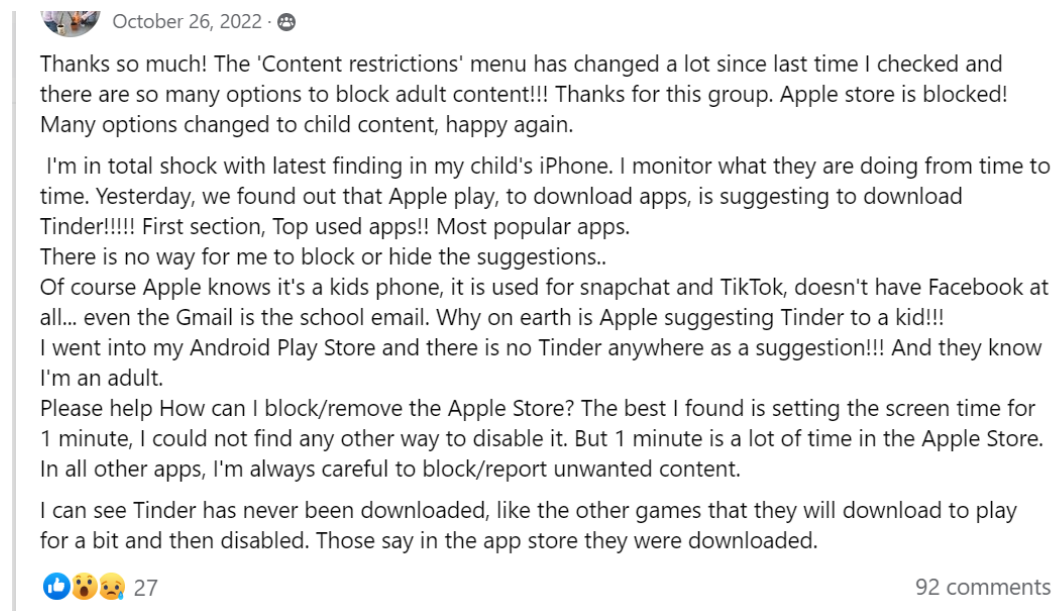 October 26, 2022 ·
Thanks so much! The 'Content restrictions' menu has changed a lot since last time I checked and
there are so many options to block adult content!!! Thanks for this group. Apple store is blocked!
Many options changed to child content, happy again.
I'm in total shock with latest finding in my child's iPhone. I monitor what they are doing from time to
time. Yesterday, we found out that Apple play, to download apps, is suggesting to download
Tinder!!!!! First section, Top used apps!! Most popular apps.
There is no way for me to block or hide the suggestions..
Of course Apple knows it's a kids phone, it is used for snapchat and TikTok, doesn't have Facebook at
all... even the Gmail is the school email. Why on earth is Apple suggesting Tinder to a kid!!!
I went into my Android Play Store and there is no Tinder anywhere as a suggestion!!! And they know
I'm an adult.
Please help How can I block/remove the Apple Store? The best I found is setting the screen time for
1 minute, I could not find any other way to disable it. But 1 minute is a lot of time in the Apple Store.
In all other apps, I'm always careful to block/report unwanted content.
I can see Tinder has never been downloaded, like the other games that they will download to play
for a bit and then disabled. Those say in the app store they were downloaded.
27 92 comments